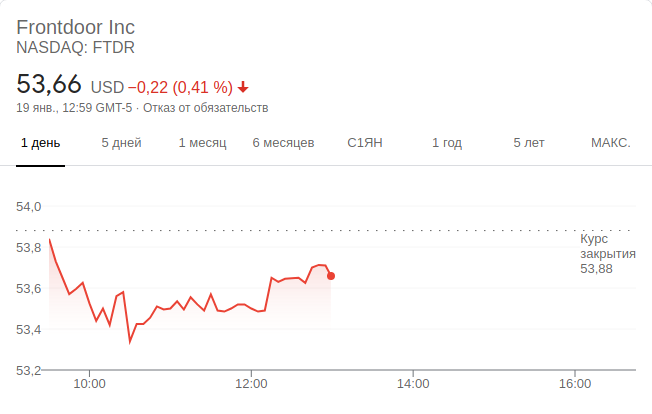 Frontdoor Inc
NASDAQ: FTDR
53,66 USD −0,22 (0,41 %)
19 янв., 12:59 GMT-5 · Отказ от обязательств
1 день 5 дней 1 месяц 6 месяцев С1ЯН 1 год 5 лет МАКС.
54,0
53,8
53,6
53,4
53,2
Курс
закрытия
53,88
10:00 12:00 14:00 16:00